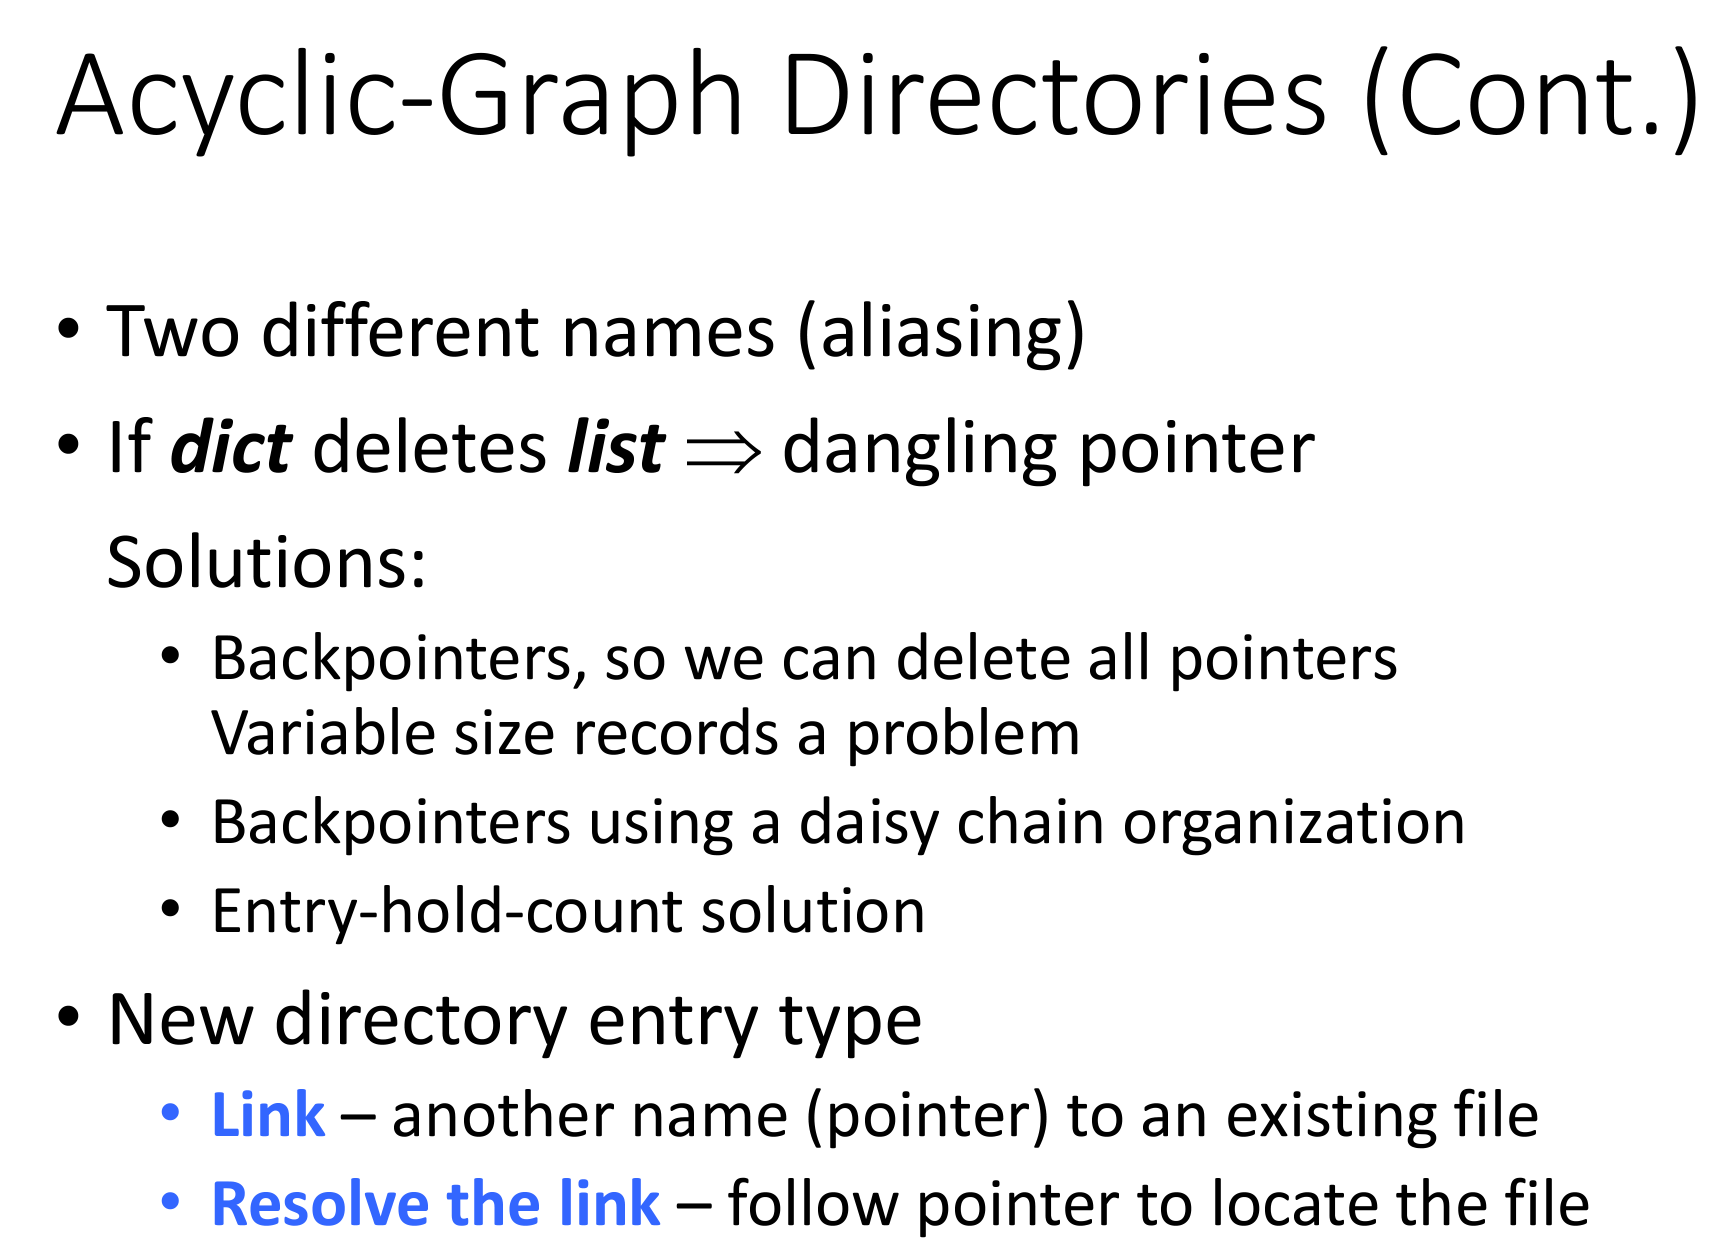 Acyclic-Graph Directories (Cont.)
• Two different names (aliasing)
• If dict deletes list ⇒ dangling pointer
Solutions:
• Backpointers, so we can delete all pointers
Variable size records a problem
• Backpointers using a daisy chain organization
• Entry-hold-count solution
• New directory entry type
• Link – another name (pointer) to an existing file
• Resolve the link – follow pointer to locate the file